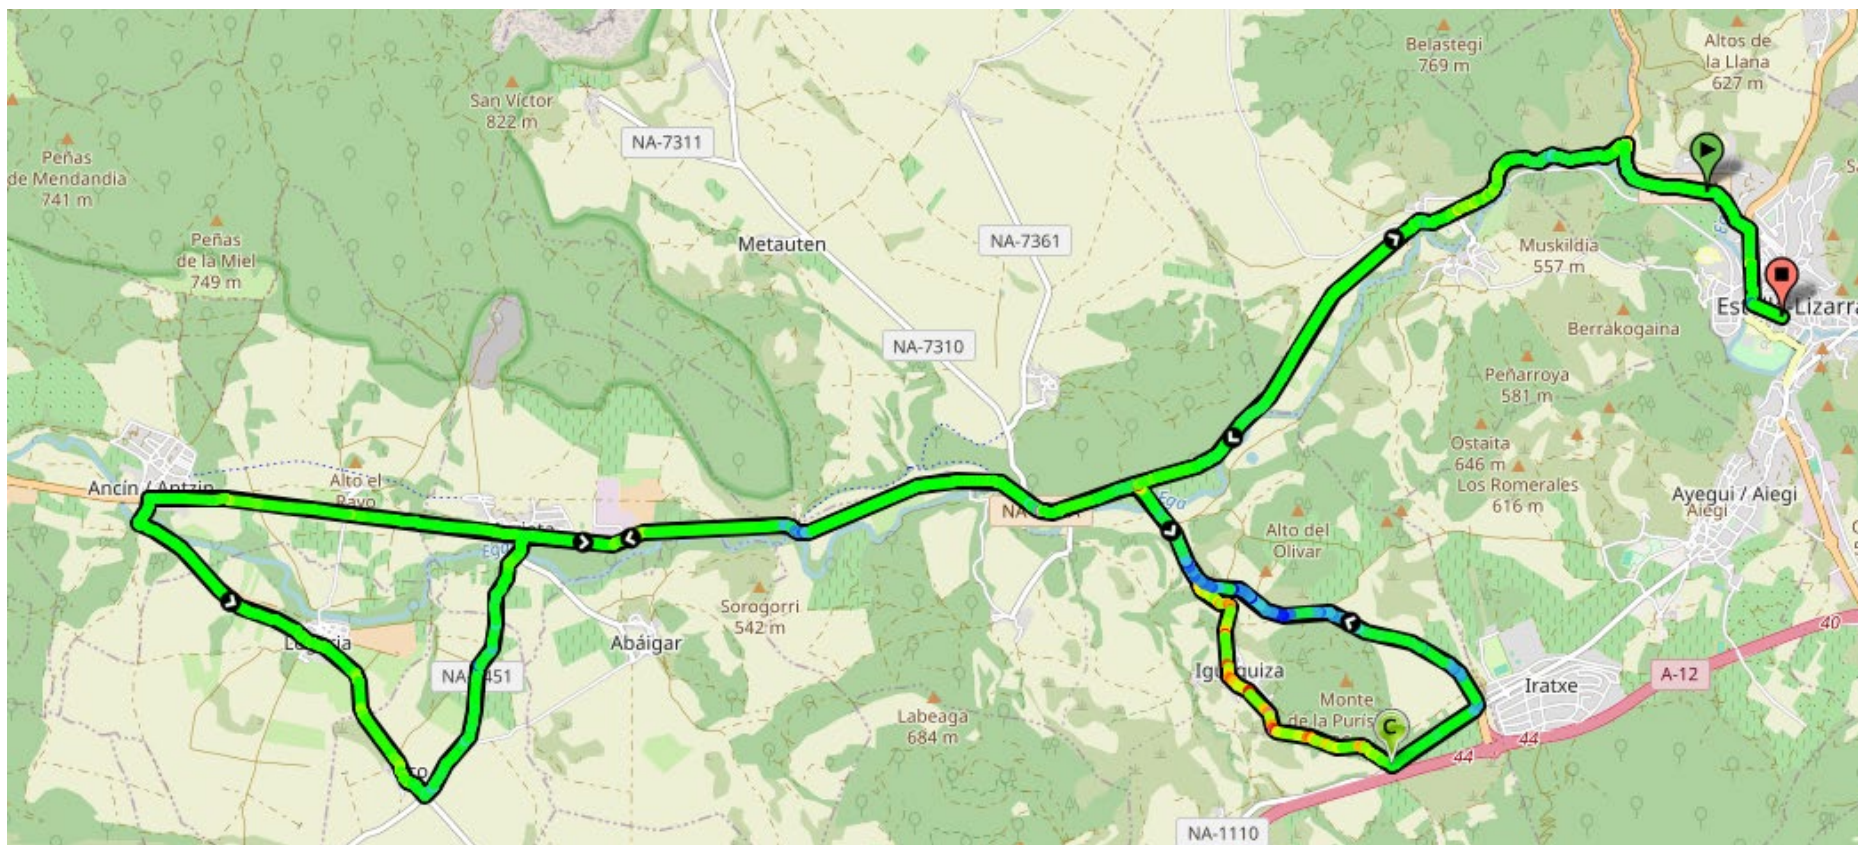 Belastegi
769 m
Altos de
la Llana
627 m
San Víctor
822 m
NA-7311
Peñas
de Mendandia
741 m
Peñas
de la Miel
749 m
Metauten
NA-7361
Muskildia
557 m
Berrakogaina
NA-7310
Peñarroya
581 m
Ostaita
646 m
Los Romerales
616 m
Ayegui / Aiegi
Aiegi
Ancín / Antzin
Alto el
Rayo
Ega
Ega
Alto del
Olivar
Sorogorri
542 m
Abáigar
40
A-12
Iratxe
Monte
Labeaga
684 m
C
44
44
NA-1110